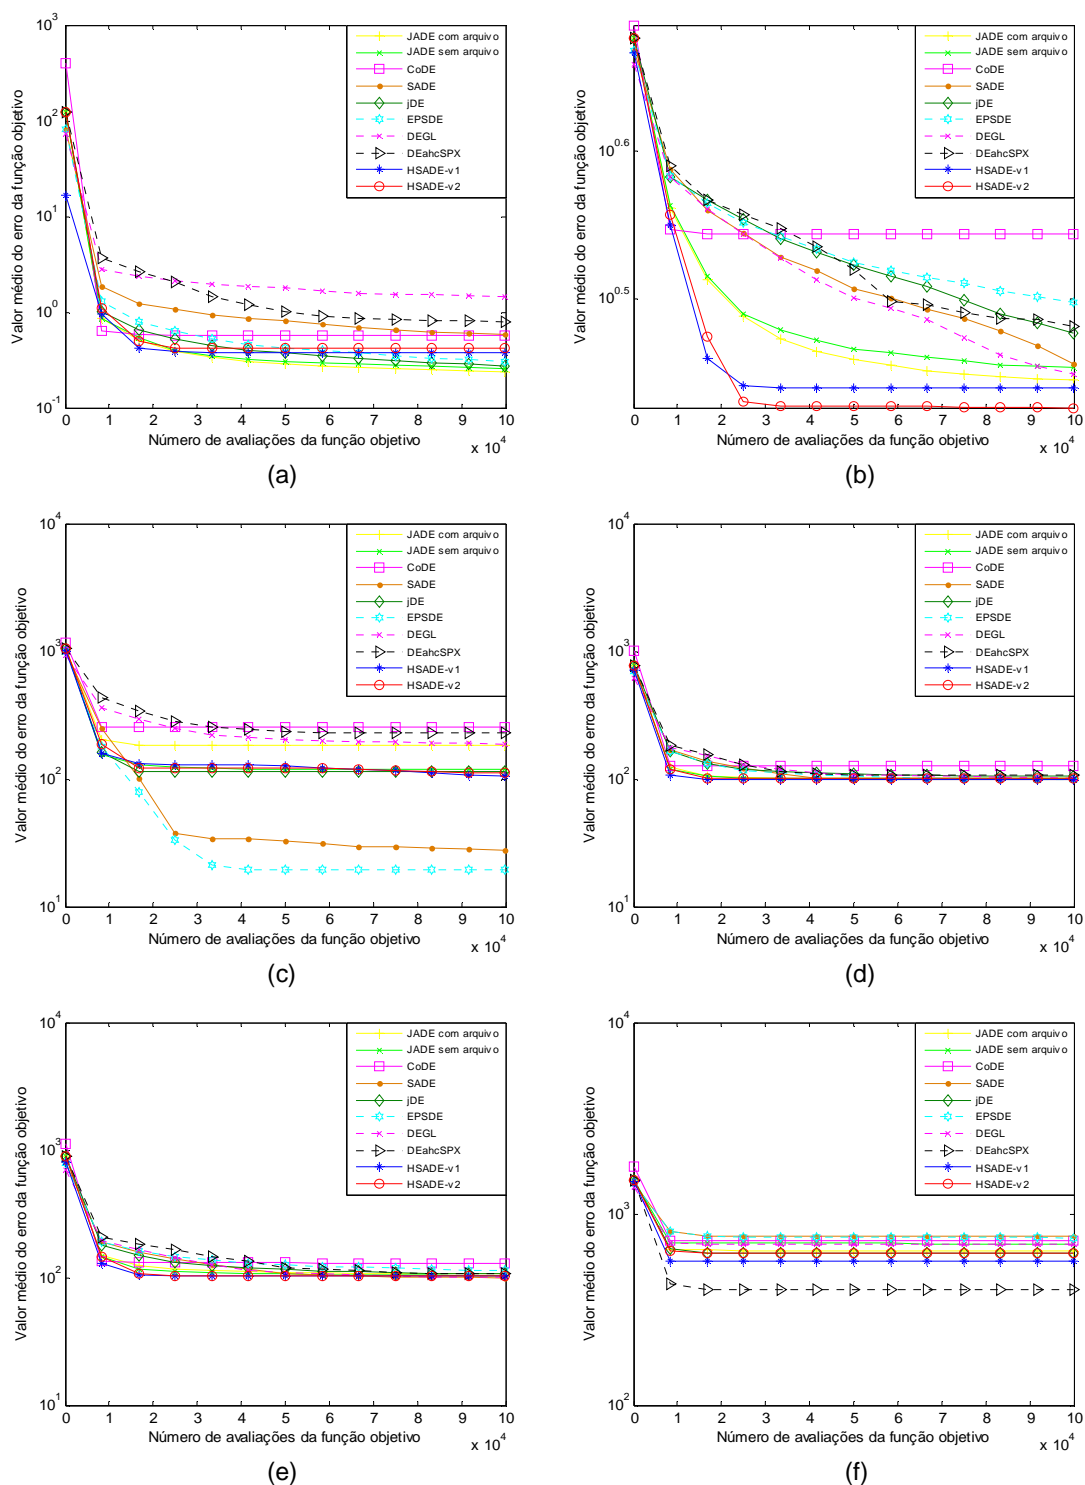 10^3
10^2
10^1
10^0
10^-1
Valor médio do erro da função objetivo
JADE com arquivo
JADE sem arquivo
CoDE
SADE
jDE
EPSDE
DEGL
DEahcSPX
HSADE-v1
HSADE-v2
0 1 2 3 4 5 6 7 8 9 10
Número de avaliações da função objetivo
x 10^4
(a)
10^0.6
10^0.5
Valor médio do erro da função objetivo
JADE com arquivo
JADE sem arquivo
CoDE
SADE
jDE
EPSDE
DEGL
DEahcSPX
HSADE-v1
HSADE-v2
0 1 2 3 4 5 6 7 8 9 10
Número de avaliações da função objetivo
x 10^4
(b)
10^4
10^3
10^2
10^1
Valor médio do erro da função objetivo
JADE com arquivo
JADE sem arquivo
CoDE
SADE
jDE
EPSDE
DEGL
DEahcSPX
HSADE-v1
HSADE-v2
0 1 2 3 4 5 6 7 8 9 10
Número de avaliações da função objetivo
x 10^4
(c)
10^4
10^3
10^2
10^1
Valor médio do erro da função objetivo
JADE com arquivo
JADE sem arquivo
CoDE
SADE
jDE
EPSDE
DEGL
DEahcSPX
HSADE-v1
HSADE-v2
0 1 2 3 4 5 6 7 8 9 10
Número de avaliações da função objetivo
x 10^4
(d)
10^4
10^3
10^2
10^1
Valor médio do erro da função objetivo
JADE com arquivo
JADE sem arquivo
CoDE
SADE
jDE
EPSDE
DEGL
DEahcSPX
HSADE-v1
HSADE-v2
0 1 2 3 4 5 6 7 8 9 10
Número de avaliações da função objetivo
x 10^4
(e)
10^4
10^3
10^2
Valor médio do erro da função objetivo
JADE com arquivo
JADE sem arquivo
CoDE
SADE
jDE
EPSDE
DEGL
DEahcSPX
HSADE-v1
HSADE-v2
0 1 2 3 4 5 6 7 8 9 10
Número de avaliações da função objetivo
x 10^4
(f)